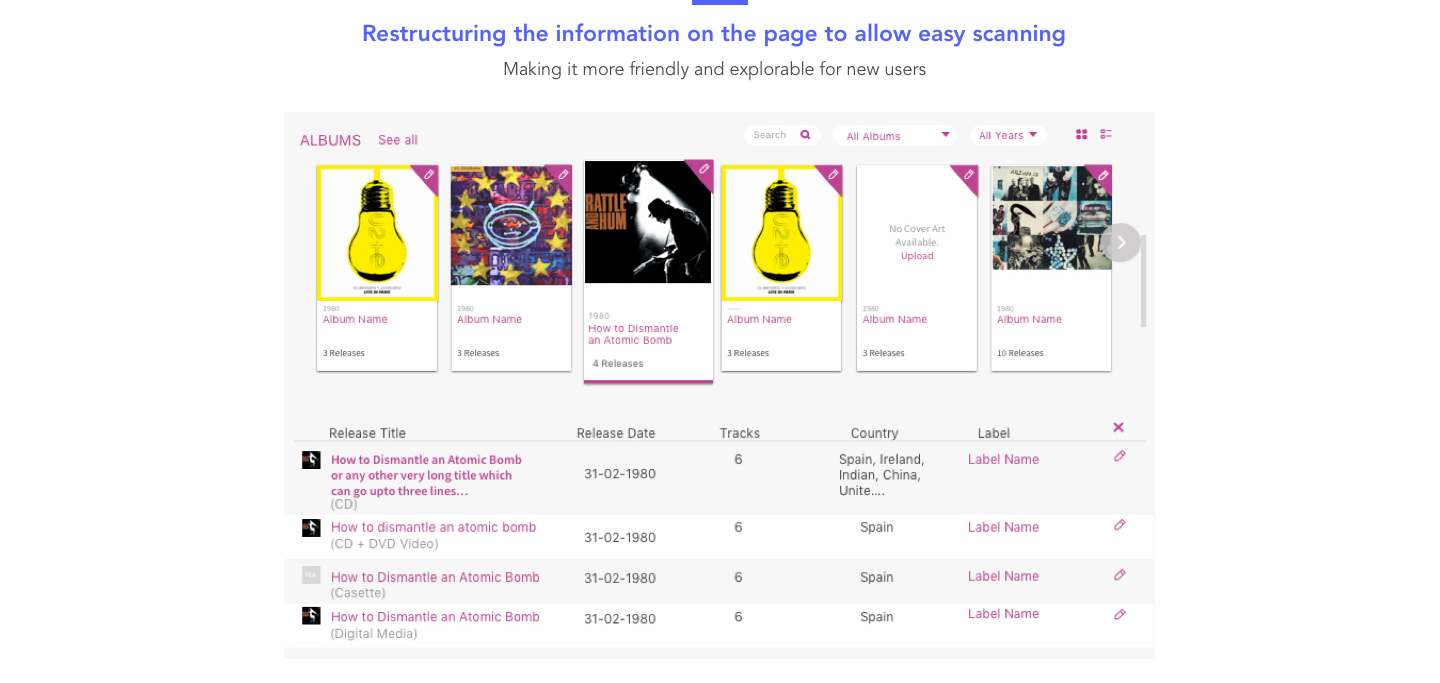 Restructuring the information on the page to allow easy scanning
Making it more friendly and explorable for new users
ALBUMS See all
Search All Albums All Years
RATTLE
AND
HUM
LIVE IN PARIS
LIVE IN PARIS
No Cover Art
Available.
Upload
1980
Album Name
3 Releases
1980
Album Name
3 Releases
1980
How to Dismantle
an Atomic Bomb
4 Releases
Album Name
3 Releases
1980
Album Name
3 Releases
1980
Album Name
10 Releases
Release Title Release Date Tracks Country Label
How to Dismantle an Atomic Bomb
or any other very long title which
can go upto three lines...
(CD)
31-02-1980
6
Spain, Ireland,
Indian, China,
Unite....
Label Name
How to dismantle an atomic bomb
(CD + DVD Video)
31-02-1980
6
Spain
Label Name
NA
How to Dismantle an Atomic Bomb
(Casette)
31-02-1980
6
Spain
Label Name
How to Dismantle an Atomic Bomb
(Digital Media)
31-02-1980
6
Spain
Label Name